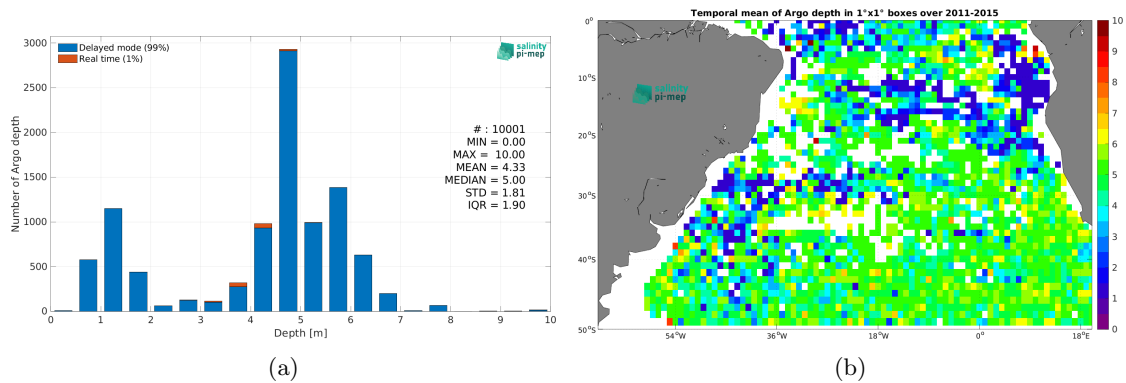 3000
2500
2000
1500
1000
500
0
Number of Argo depth
Delayed mode (99%)
Real time (1%)
salinity
pi-mep
# : 10001
MIN = 0.00
MAX = 10.00
MEAN = 4.33
MEDIAN = 5.00
STD = 1.81
IQR = 1.90
0 1 2 3 4 5 6 7 8 9 10
Depth [m]
(a)
Temporal mean of Argo depth in 1°x1° boxes over 2011-2015
0°
10°S
20°S
30°S
40°S
50°S
salinity
pi-mep
54°W 36°W 18°W 0° 18°E
10
9
8
7
6
5
4
3
2
1
0
(b)